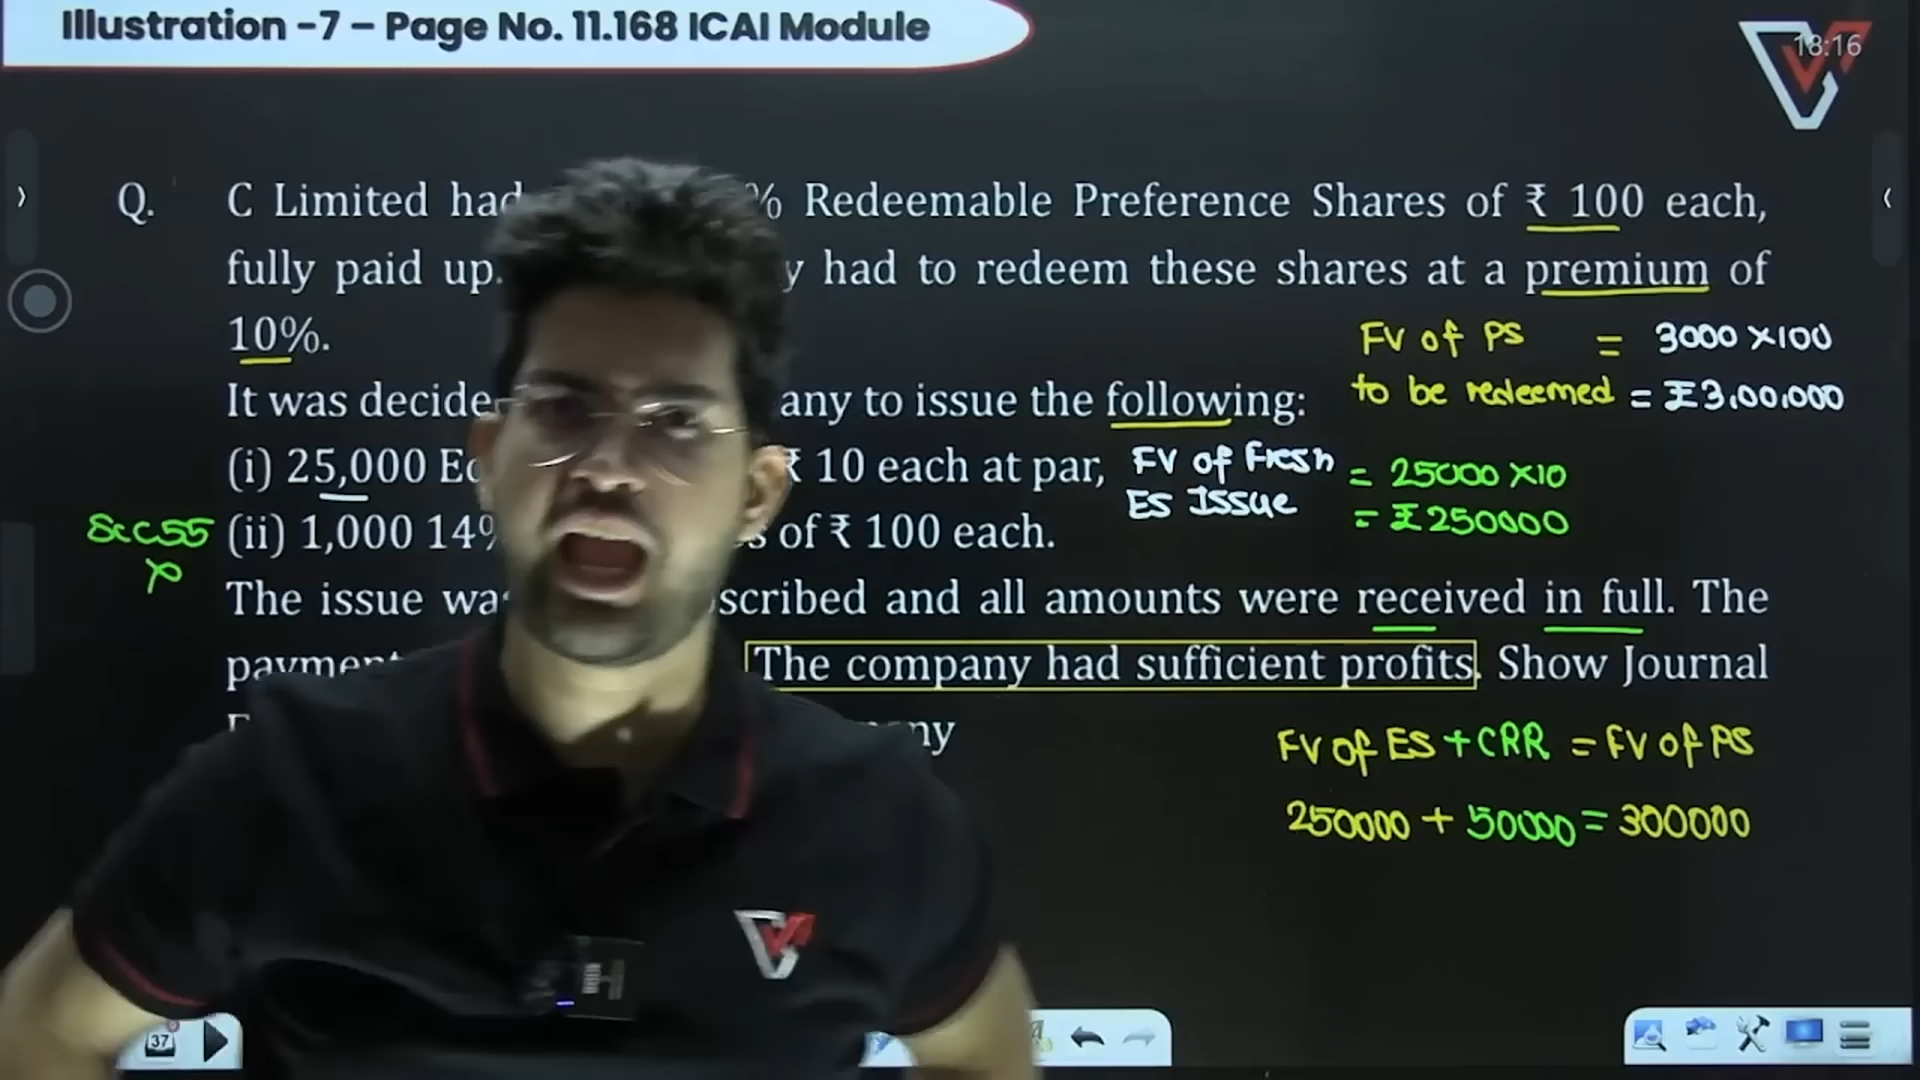 Illustration -7 – Page No. 11.168 ICAI Module
18:16
Q. C Limited had % Redeemable Preference Shares of ₹ 100 each,
fully paid up. y had to redeem these shares at a premium of
10%.
FV of PS = 3000 ×100
to be redeemed = ₹3,00,000
It was decide any to issue the following:
(i) 25,000 ₹ 10 each at par,
FV of Fresh = 25000 ×10
ES Issue = ₹250000
Sec55 (ii) 1,000 14% s of ₹ 100 each.
The issue was scribed and all amounts were received in full. The
payment The company had sufficient profits. Show Journal
ny
FV of ES + CRR = FV of PS
250000 + 50000 = 300000
37